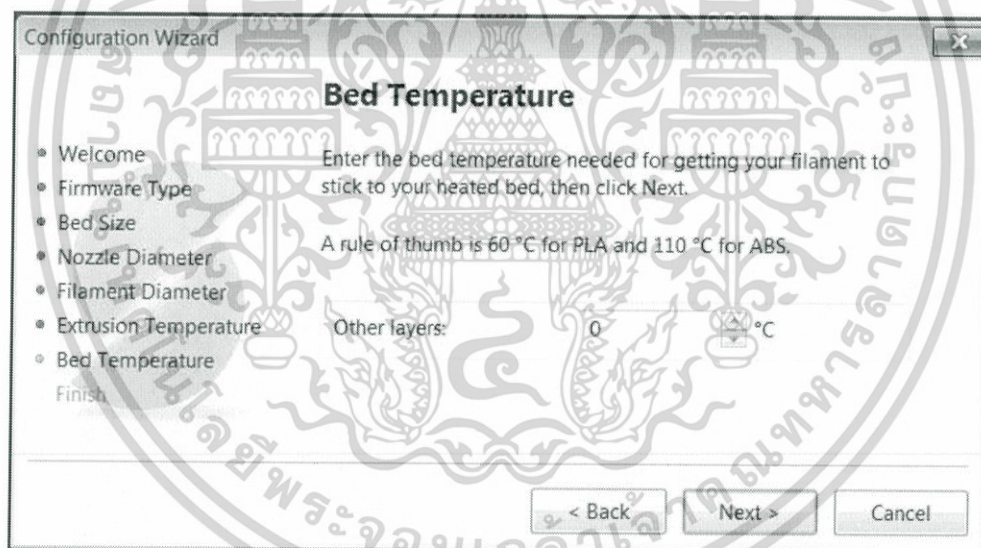 Configuration Wizard
Bed Temperature
• Welcome
• Firmware Type
• Bed Size
• Nozzle Diameter
• Filament Diameter
• Extrusion Temperature
• Bed Temperature
Finish
Enter the bed temperature needed for getting your filament to
stick to your heated bed, then click Next.
A rule of thumb is 60 °C for PLA and 110 °C for ABS.
Other layers: 0 °C
< Back Next > Cancel